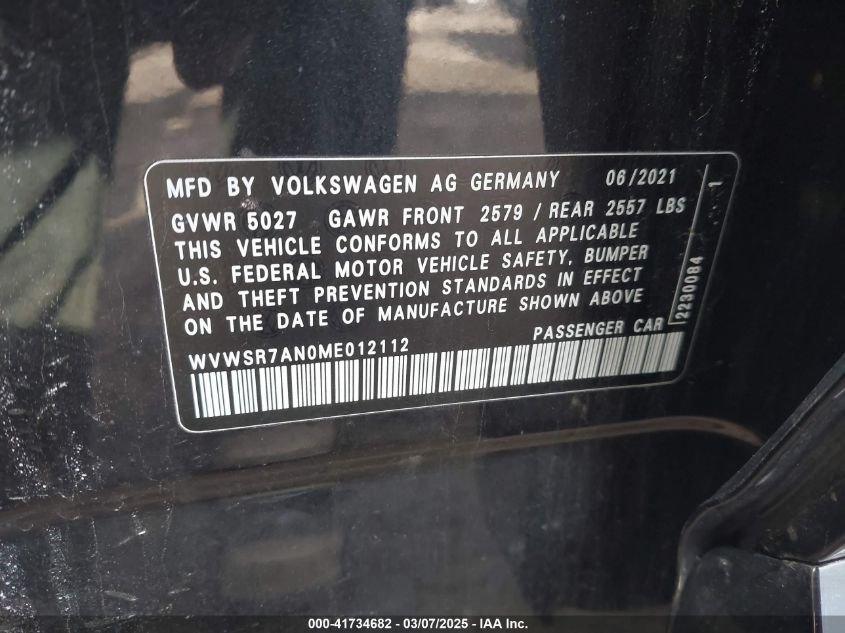 MFD BY VOLKSWAGEN AG GERMANY 06/2021
GVWR 5027 GAWR FRONT 2579 / REAR 2557 LBS
THIS VEHICLE CONFORMS TO ALL APPLICABLE
U.S. FEDERAL MOTOR VEHICLE SAFETY, BUMPER
AND THEFT PREVENTION STANDARDS IN EFFECT
ON THE DATE OF MANUFACTURE SHOWN ABOVE
WVWSR7AN0ME012112 PASSENGER CAR
2230084 1
000-41734682 - 03/07/2025 - IAA Inc.